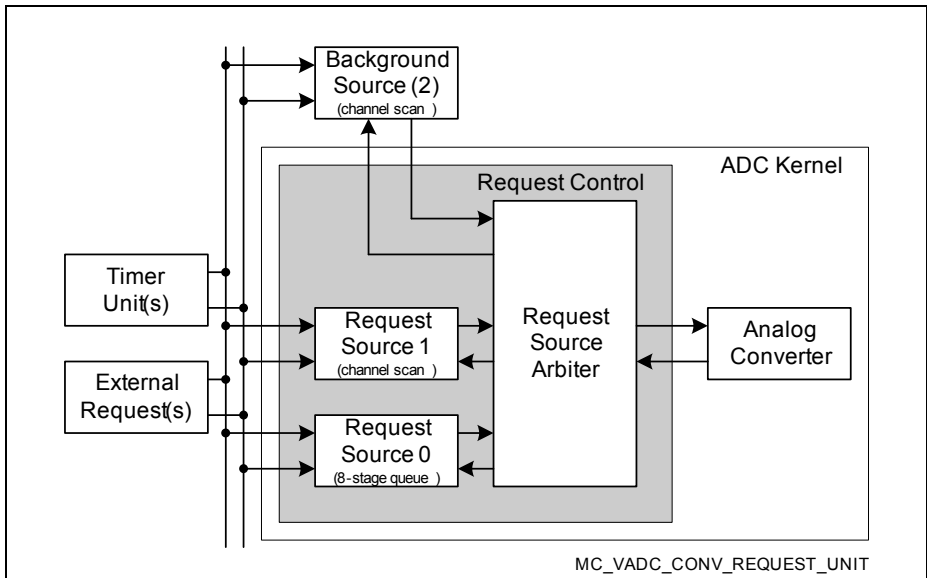 Background
Source (2)
(channel scan )
ADC Kernel
Request Control
Timer
Unit(s)
External
Request(s)
Request
Source 1
(channel scan )
Request
Source 0
(8-stage queue )
Request
Source
Arbiter
Analog
Converter
MC_VADC_CONV_REQUEST_UNIT